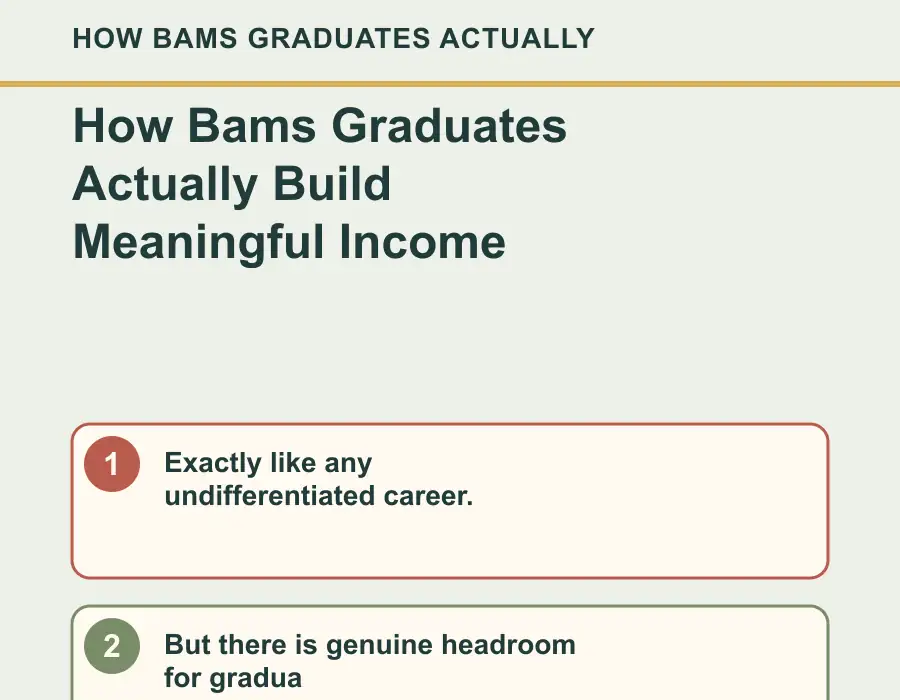 HOW BAMS GRADUATES ACTUALLY
How Bams Graduates
Actually Build
Meaningful Income
1
Exactly like any
undifferentiated career.
2
But there is genuine headroom
for gradua